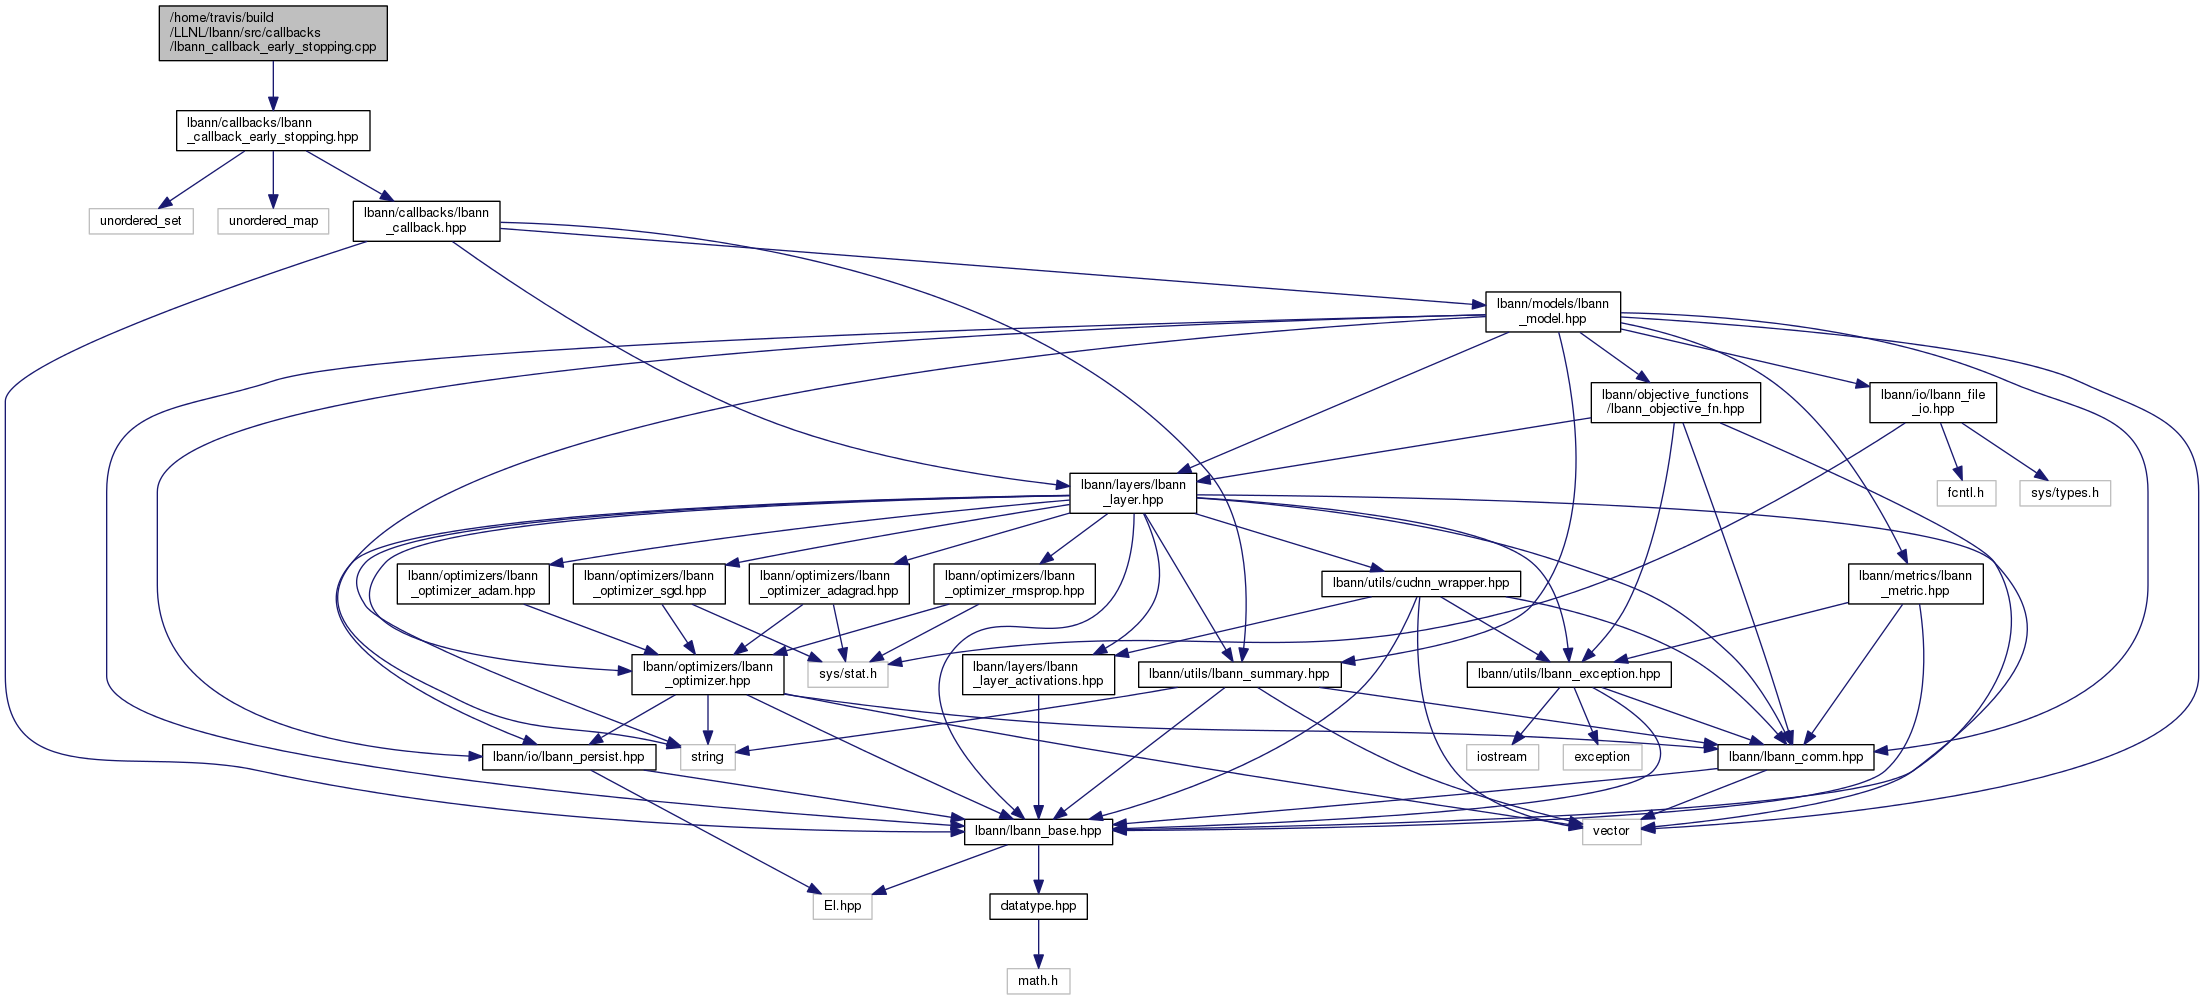 /home/travis/build
/LLNL/lbann/src/callbacks
/lbann_callback_early_stopping.cpp
lbann/callbacks/lbann
_callback_early_stopping.hpp
unordered_set
unordered_map
lbann/callbacks/lbann
_callback.hpp
lbann/models/lbann
_model.hpp
lbann/objective_functions
/lbann_objective_fn.hpp
lbann/io/lbann_file
_io.hpp
lbann/layers/lbann
_layer.hpp
fcntl.h
sys/types.h
lbann/optimizers/lbann
_optimizer_adam.hpp
lbann/optimizers/lbann
_optimizer_sgd.hpp
lbann/optimizers/lbann
_optimizer_adagrad.hpp
lbann/optimizers/lbann
_optimizer_rmsprop.hpp
lbann/utils/cudnn_wrapper.hpp
lbann/metrics/lbann
_metric.hpp
lbann/optimizers/lbann
_optimizer.hpp
sys/stat.h
lbann/layers/lbann
_layer_activations.hpp
lbann/utils/lbann_summary.hpp
lbann/utils/lbann_exception.hpp
lbann/io/lbann_persist.hpp
string
iostream
exception
lbann/lbann_comm.hpp
lbann/lbann_base.hpp
vector
El.hpp
datatype.hpp
math.h